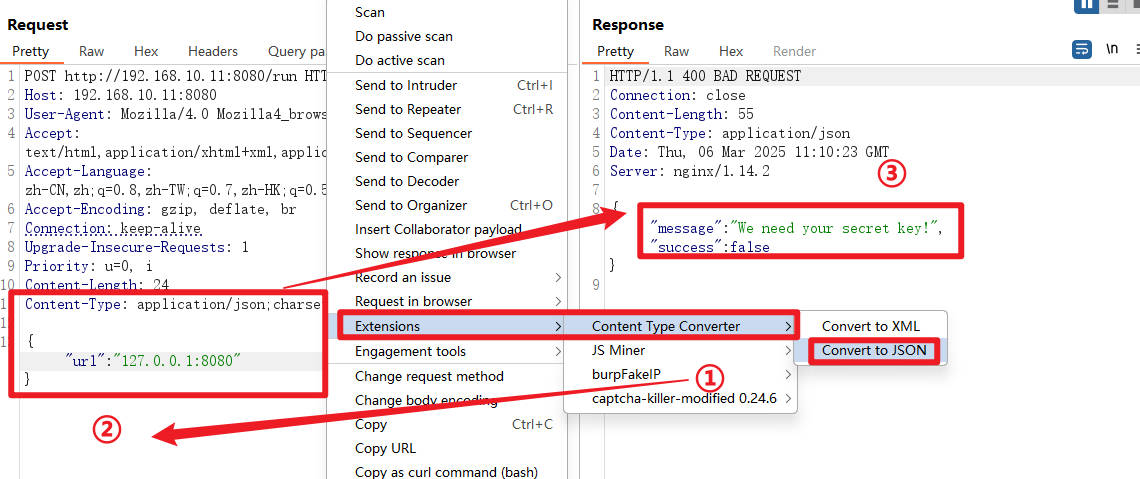 Request
Pretty Raw Hex Headers Query pa
1 POST http://192.168.10.11:8080/run HTT
2 Host: 192.168.10.11:8080
3 User-Agent: Mozilla/4.0 Mozilla4_brows
4 Accept:
text/html,application/xhtml+xml,applic
5 Accept-Language:
zh-CN,zh;q=0.8,zh-TW;q=0.7,zh-HK;q=0.5
6 Accept-Encoding: gzip, deflate, br
7 Connection: keep-alive
8 Upgrade-Insecure-Requests: 1
9 Priority: u=0, i
10 Content-Length: 24
1 Content-Type: application/json;charse
1
1 {
"url":"127.0.0.1:8080"
}
②
Scan
Do passive scan
Do active scan
Send to Intruder Ctrl+I
Send to Repeater Ctrl+R
Send to Sequencer
Send to Comparer
Send to Decoder
Send to Organizer Ctrl+O
Insert Collaborator payload
Show response in browser
Record an issue
Request in browser
Extensions
Engagement tools
Change request method
Change body encoding
Copy Ctrl+C
Copy URL
Copy as curl command (bash)
Content Type Converter
JS Miner
burpFakeIP
captcha-killer-modified 0.24.6
①
Convert to XML
Convert to JSON
Response
Pretty Raw Hex Render
\n
1 HTTP/1.1 400 BAD REQUEST
2 Connection: close
3 Content-Length: 55
4 Content-Type: application/json
5 Date: Thu, 06 Mar 2025 11:10:23 GMT
6 Server: nginx/1.14.2
7
8 {
"message":"We need your secret key!",
"success":false
}
9
③